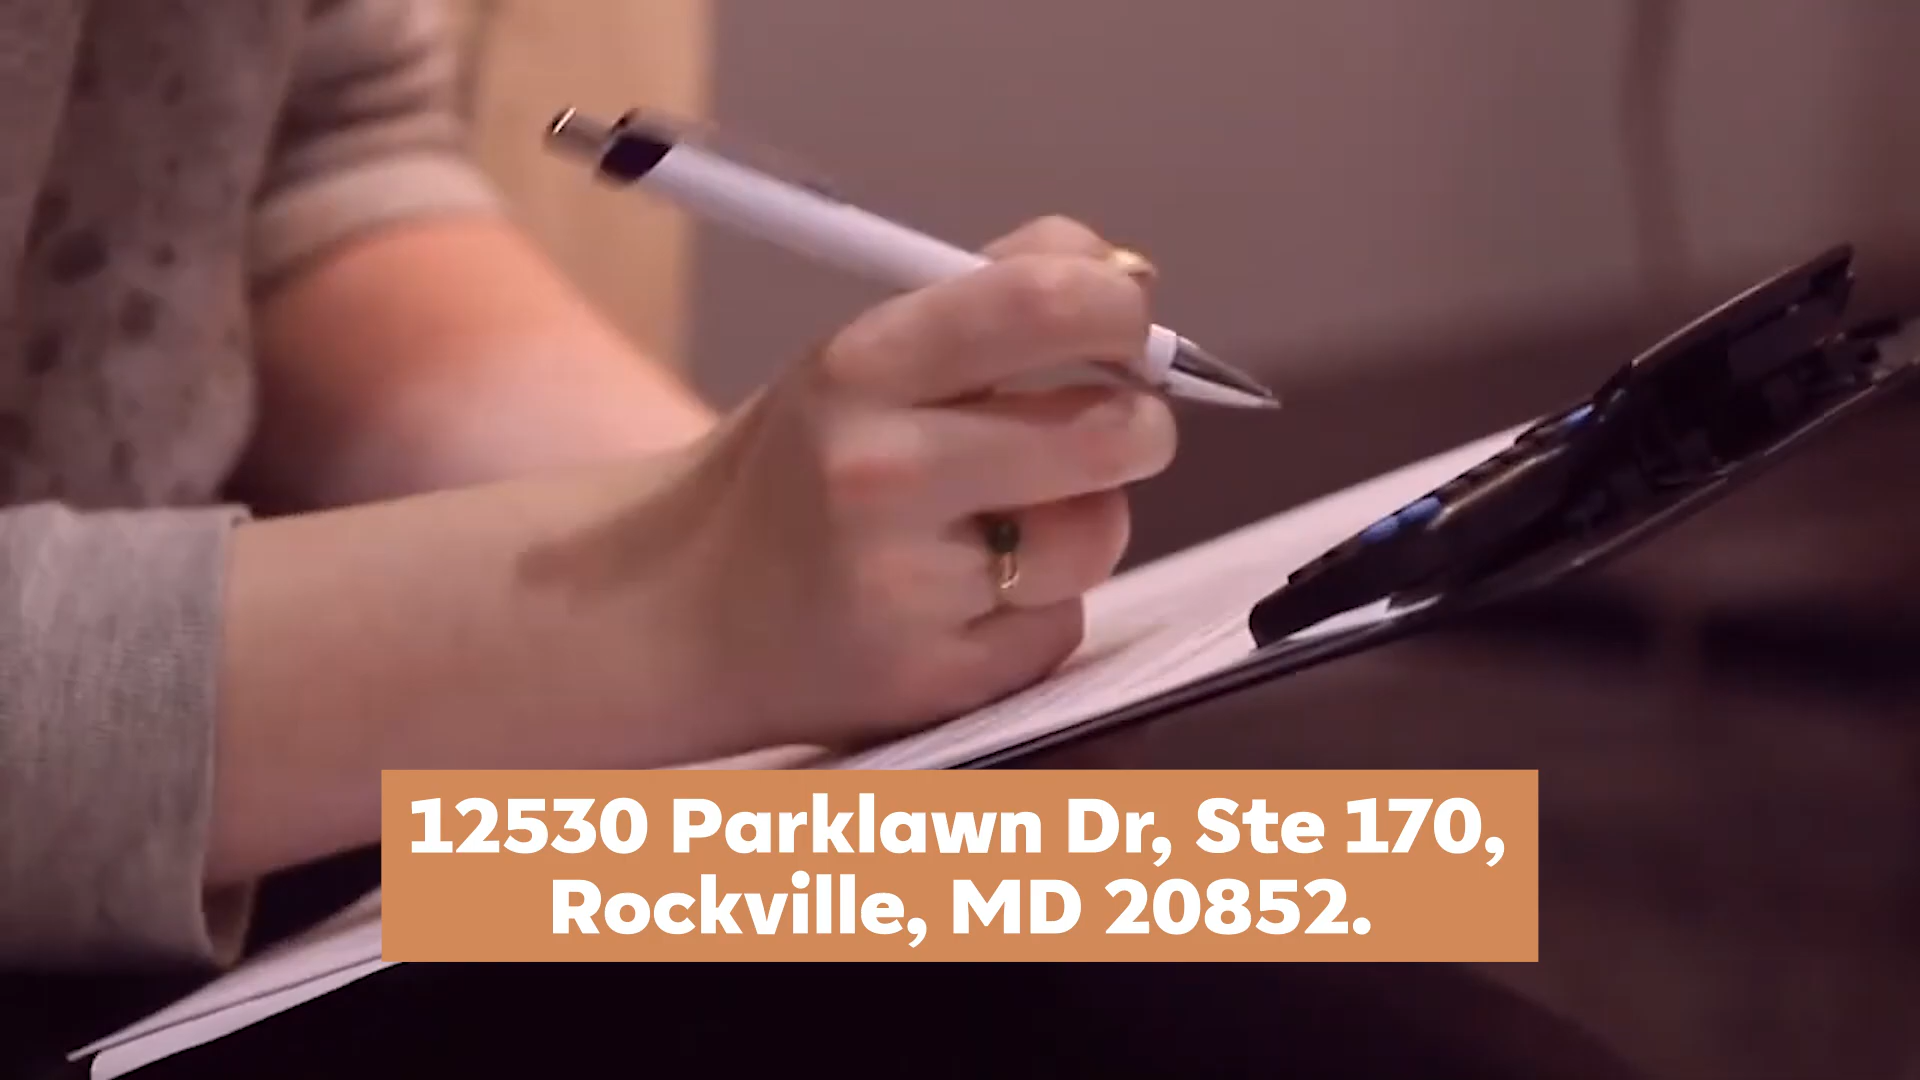 12530 Parklawn Dr, Ste 170,
Rockville, MD 20852.